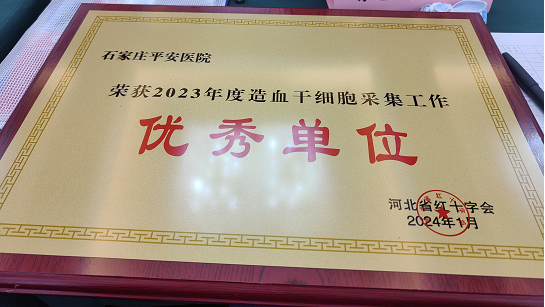 石家庄平安医院
荣获2023年度造血干细胞采集工作
优秀单位
河北省红十字会
2024年1月